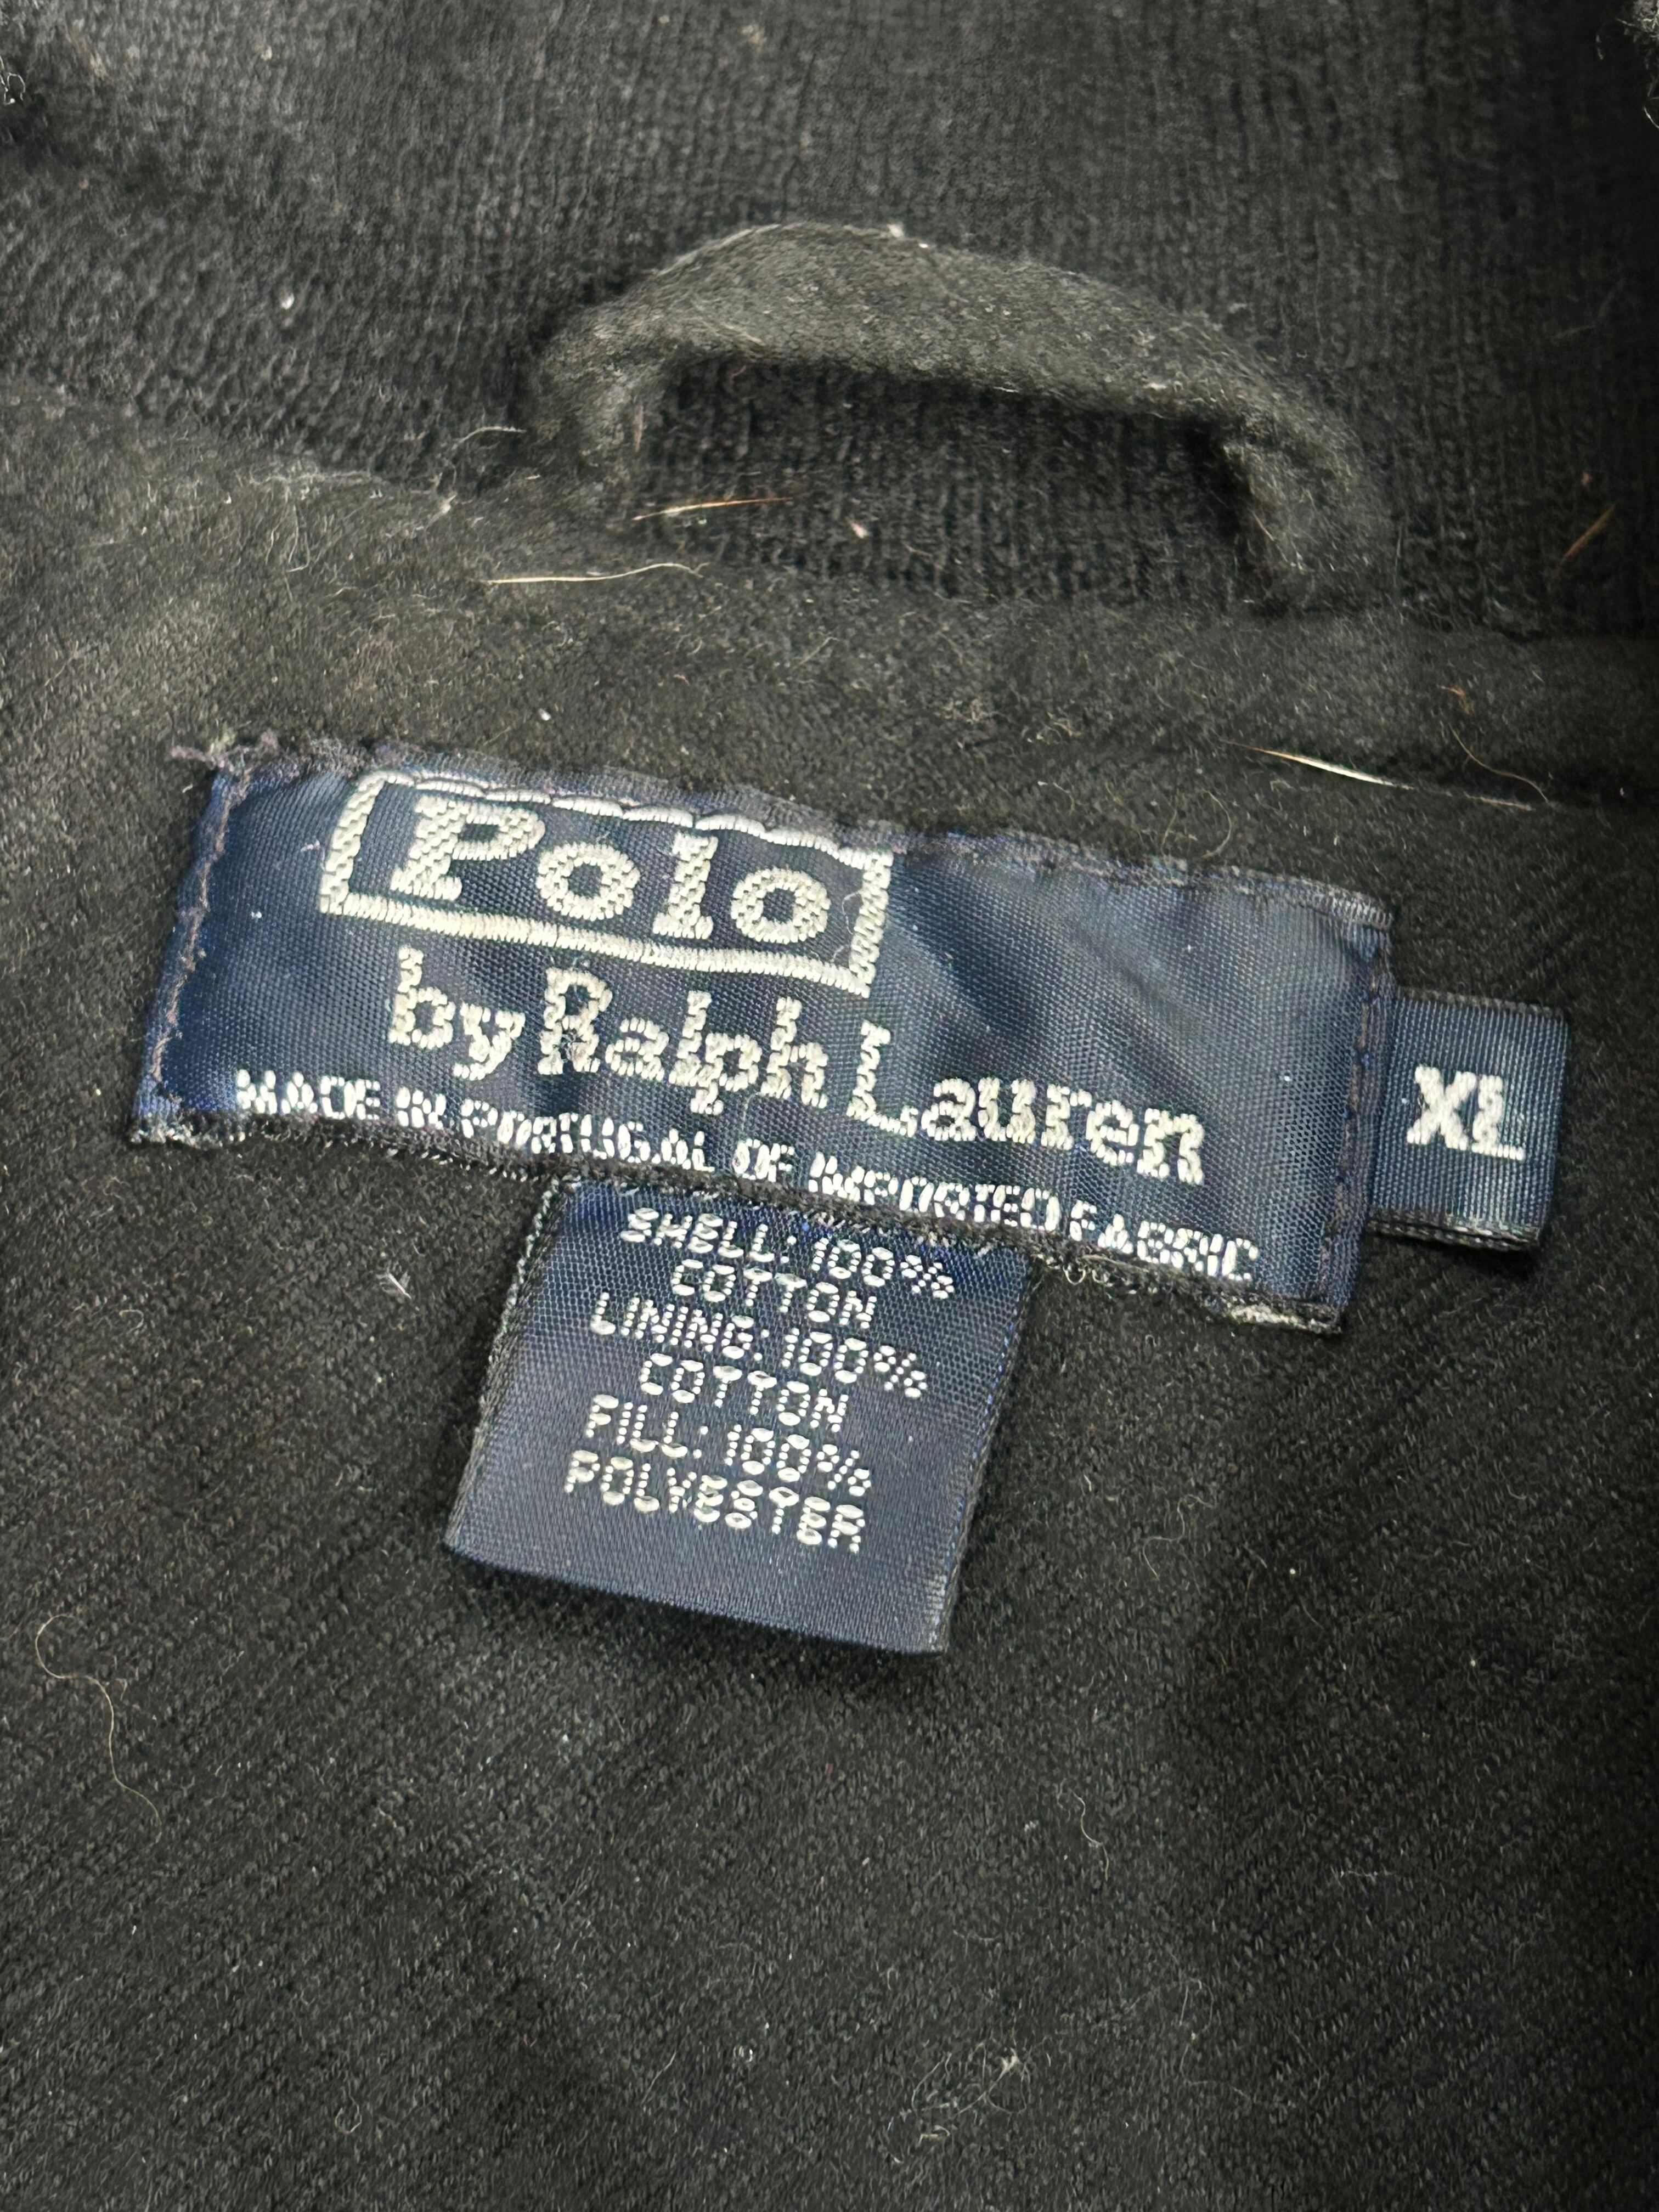 Polo
by Ralph Lauren
MADE IN PORTUGAL OF IMPORTED FABRIC
XL
SHELL: 100%
COTTON
LINING: 100%
COTTON
FILL: 100%
POLYESTER